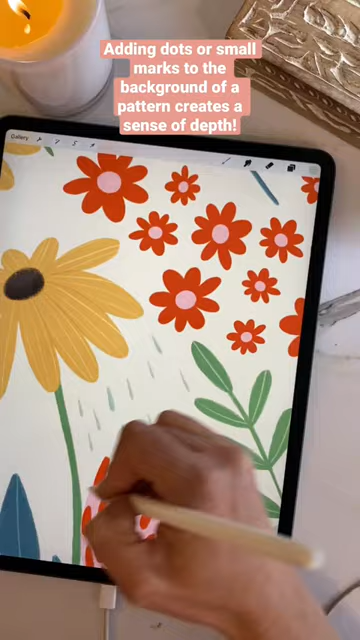 Adding dots or small
marks to the
background of a
pattern creates a
sense of depth!
Gallery